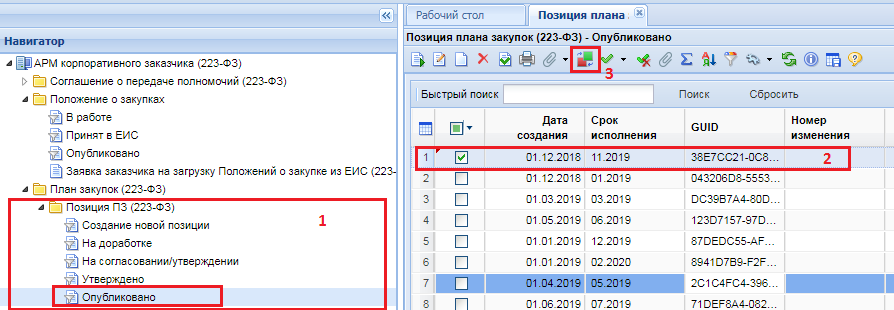 Навигатор
АРМ корпоративного заказчика (223-ФЗ)
Соглашение о передаче полномочий (223-ФЗ)
Положение о закупках
В работе
Принят в ЕИС
Опубликовано
Заявка заказчика на загрузку Положений о закупке из ЕИС (223-
План закупок (223-ФЗ)
Позиция ПЗ (223-ФЗ)
1
Создание новой позиции
На доработке
На согласовании/утверждении
Утверждено
Опубликовано
Рабочий стол
Позиция плана
Позиция плана закупок (223-ФЗ) - Опубликовано
3
Быстрый поиск Поиск Сбросить
Дата создания Срок исполнения GUID Номер изменения
1 01.12.2018 11.2019 38E7CC21-0C8... 2
2 01.12.2018 01.2019 043206D8-5553...
3 01.03.2019 03.2019 DC39B7A4-80D...
4 01.05.2019 06.2019 123D7157-97D...
5 01.01.2019 12.2019 87DEDC55-AF...
6 01.09.2019 02.2020 8941D7B9-F2F...
7 01.04.2019 05.2019 2C1C4FC4-396...
8 01.06.2019 07.2019 71DEF8A4-082...